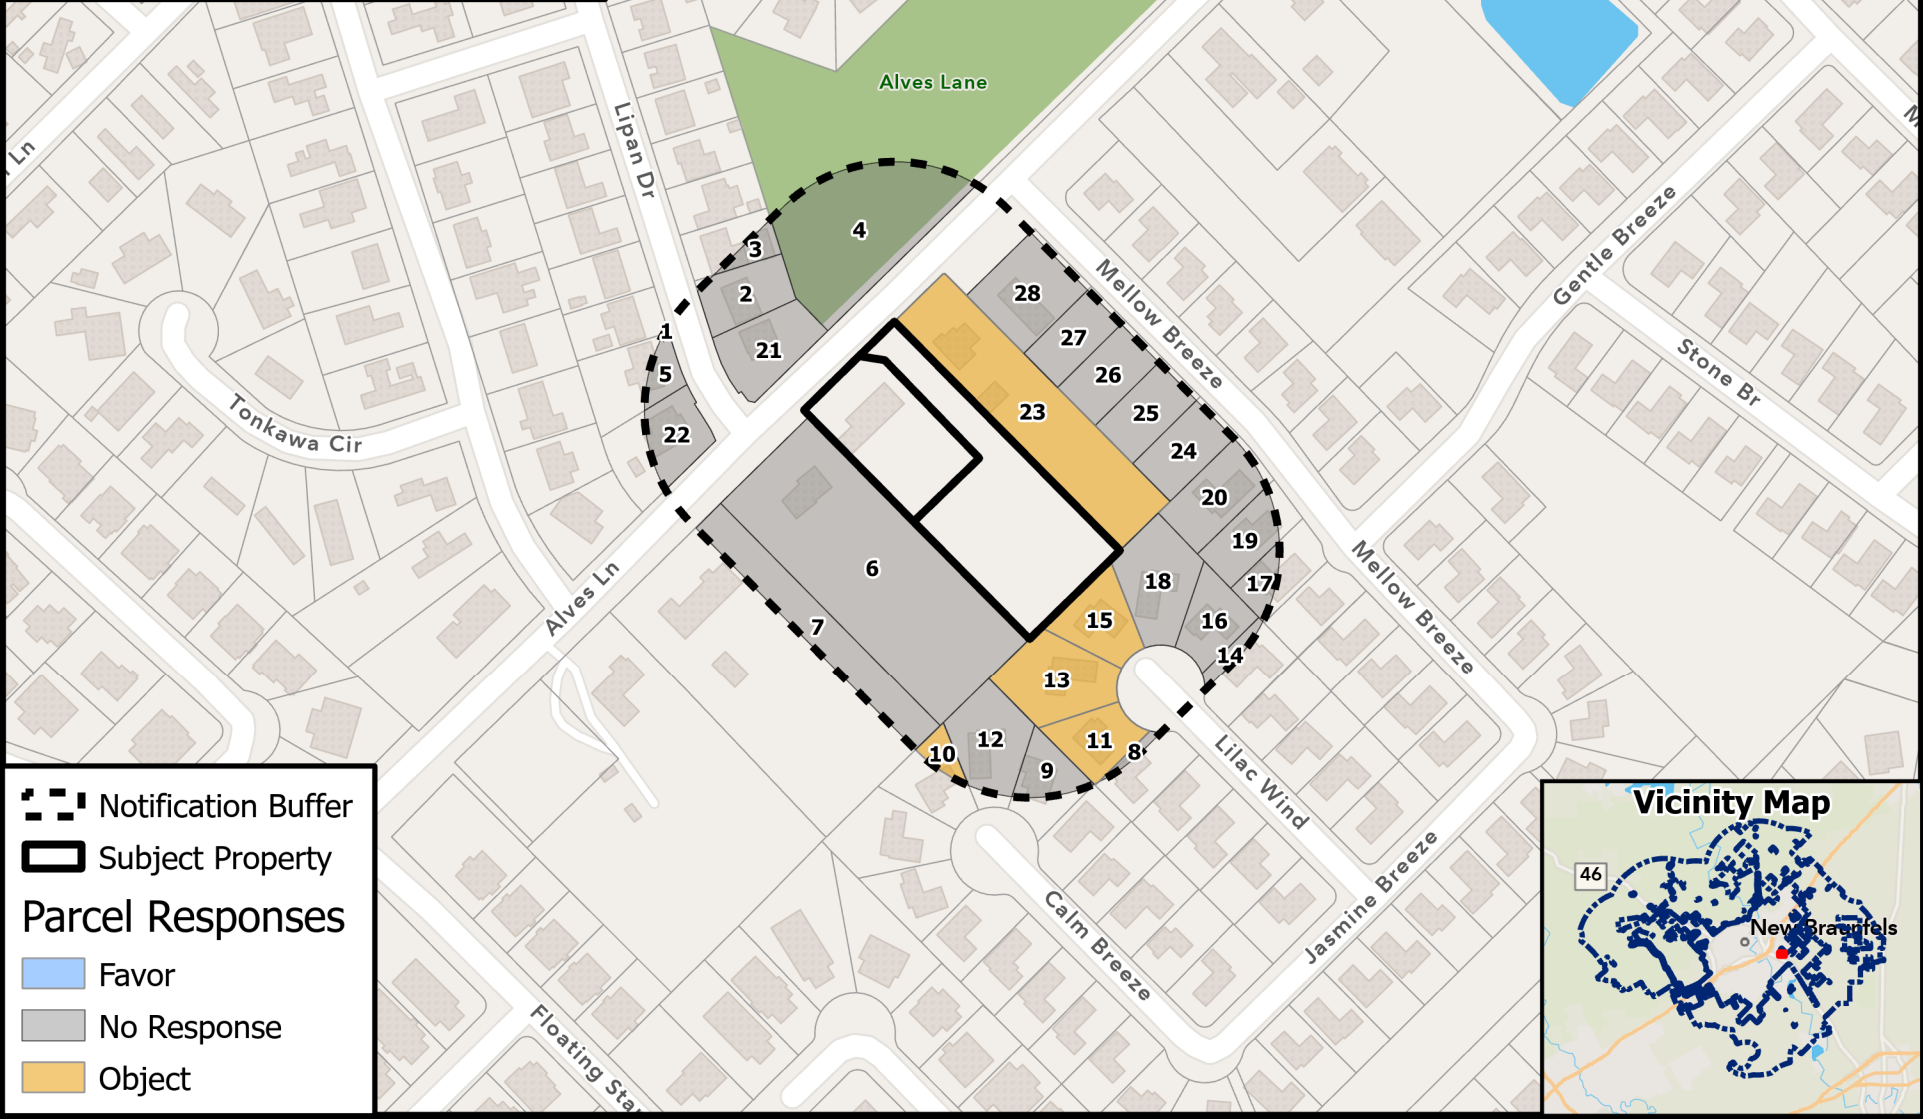 Alves Lane
Ln
Lipan Dr
Mellow Breeze
Gentle Breeze
Stone Br
Tonkawa Cir
Alves Ln
Mellow Breeze
Lilac Wind
Jasmine Breeze
Calm Breeze
Floating Sta
4
3
2
1
21
5
22
28
27
26
23
25
24
20
19
6
18
17
15
16
7
14
13
12
11
8
10
9
Notification Buffer
Subject Property
Parcel Responses
Favor
No Response
Object
Vicinity Map
46
New Braunfels